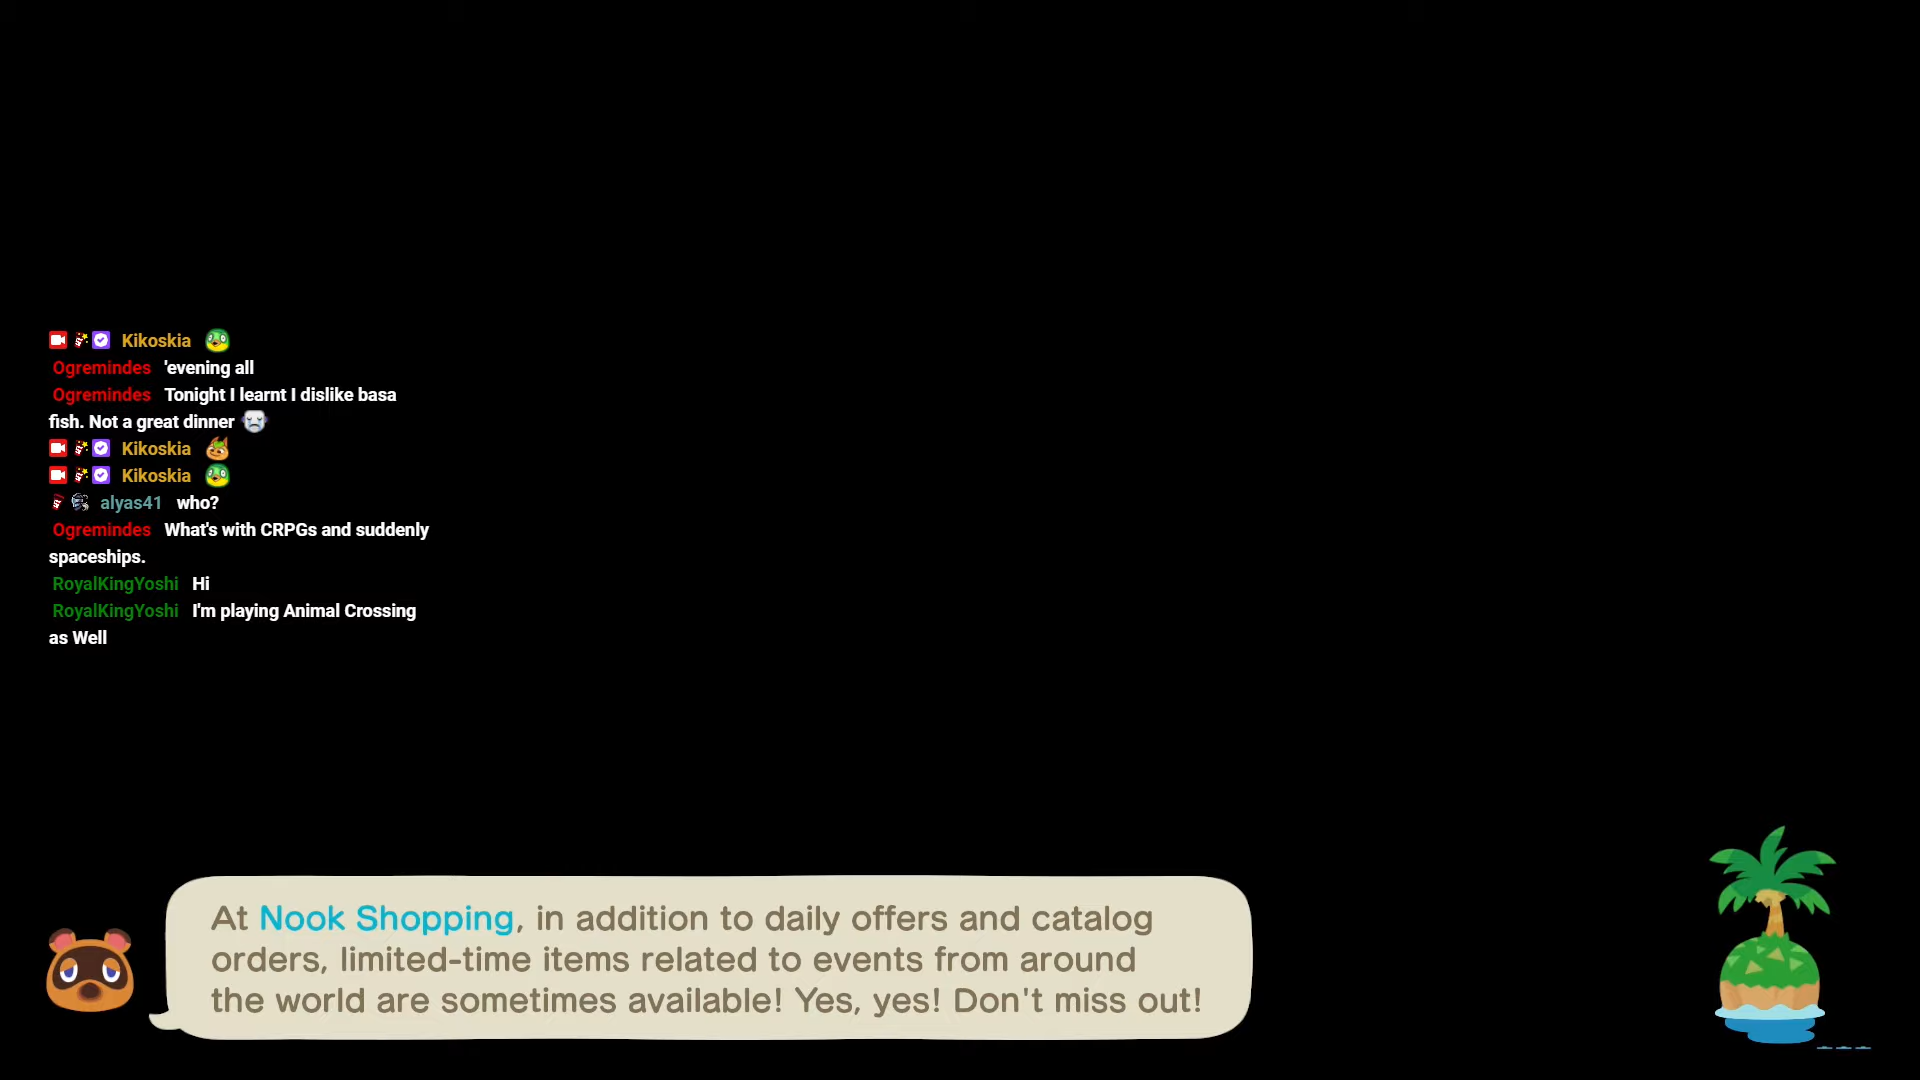 Kikoskia
Ogremindes 'evening all
Ogremindes Tonight I learnt I dislike basa
fish. Not a great dinner
Kikoskia
Kikoskia
alyas41 who?
Ogremindes What's with CRPGs and suddenly
spaceships.
RoyalKingYoshi Hi
RoyalKingYoshi I'm playing Animal Crossing
as Well
At Nook Shopping, in addition to daily offers and catalog
orders, limited-time items related to events from around
the world are sometimes available! Yes, yes! Don't miss out!